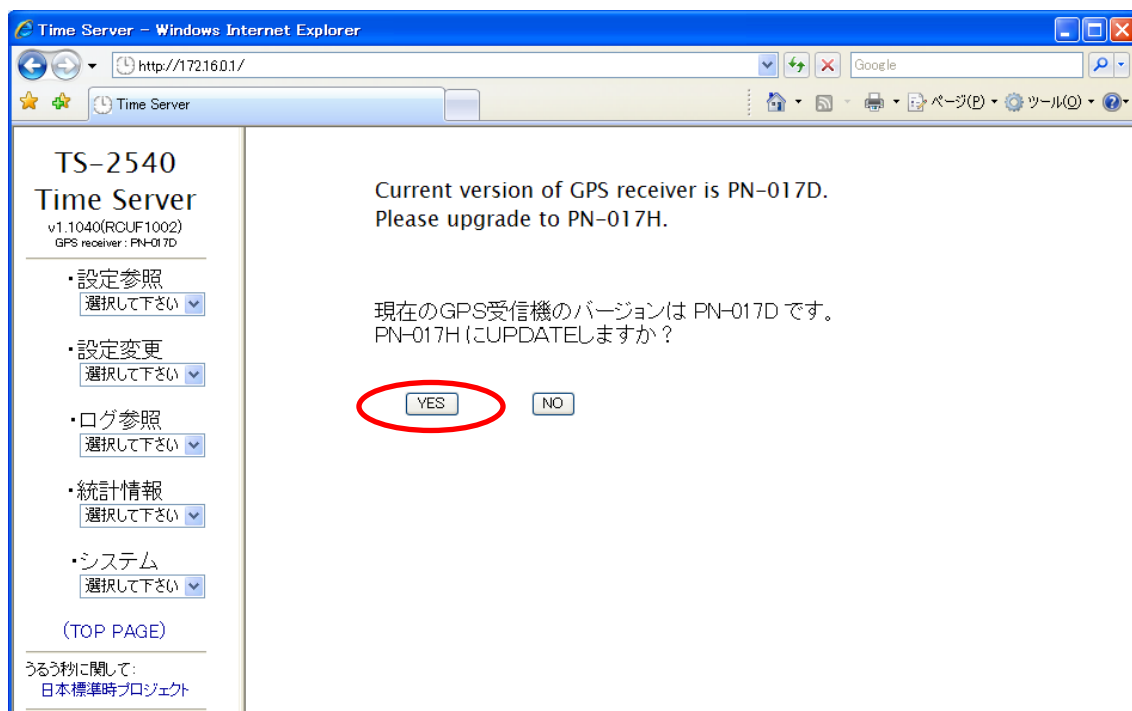 Time Server - Windows Internet Explorer
http://172.16.0.1/
Google
Time Server
ページ(P)
ツール(O)
TS-2540
Time Server
v1.1040(RCUF1002)
GPS receiver : PN-017D
・設定参照
選択して下さい
・設定変更
選択して下さい
・ログ参照
選択して下さい
・統計情報
選択して下さい
・システム
選択して下さい
(TOP PAGE)
うるう秒に関して:
日本標準時プロジェクト
Current version of GPS receiver is PN-017D.
Please upgrade to PN-017H.
現在のGPS受信機のバージョンは PN-017D です。
PN-017H にUPDATEしますか？
YES
NO